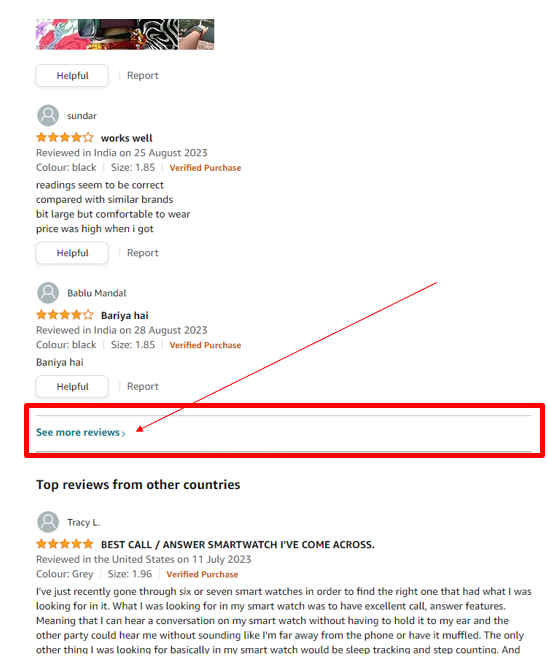 Helpful
Report
sundar
works well
Reviewed in India on 25 August 2023
Colour: black Size: 1.85 Verified Purchase
readings seem to be correct
compared with similar brands
bit large but comfortable to wear
price was high when i got
Helpful
Report
Bablu Mandal
Bariya hai
Reviewed in India on 28 August 2023
Colour: black Size: 1.85 Verified Purchase
Baniya hai
Helpful
Report
See more reviews ›
Top reviews from other countries
Tracy L.
BEST CALL / ANSWER SMARTWATCH I'VE COME ACROSS.
Reviewed in the United States on 11 July 2023
Colour: Grey Size: 1.96 Verified Purchase
I've just recently gone through six or seven smart watches in order to find the right one that had what I was
looking for in it. What I was looking for in my smart watch was to have excellent call, answer features.
Meaning that I can hear a conversation on my smart watch without having to hold it to my ear and the
other party could hear me without sounding like I'm far away from the phone or have it muffled. The only
other thing I was looking for basically in my smart watch would be sleep tracking and step counting. And